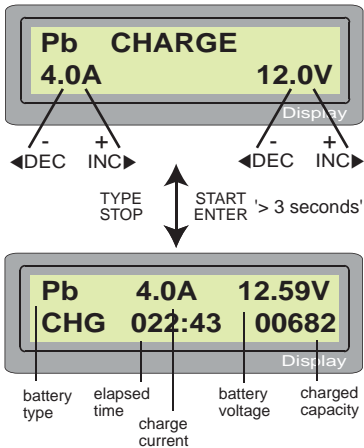 Pb CHARGE
4.0A 12.0V
Display
- + - +
◀DEC INC▶ ◀DEC INC▶
TYPE START '> 3 seconds'
STOP ENTER
Pb 4.0A 12.59V
CHG 022:43 00682
Display
battery elapsed battery charged
type time voltage capacity
charge
current